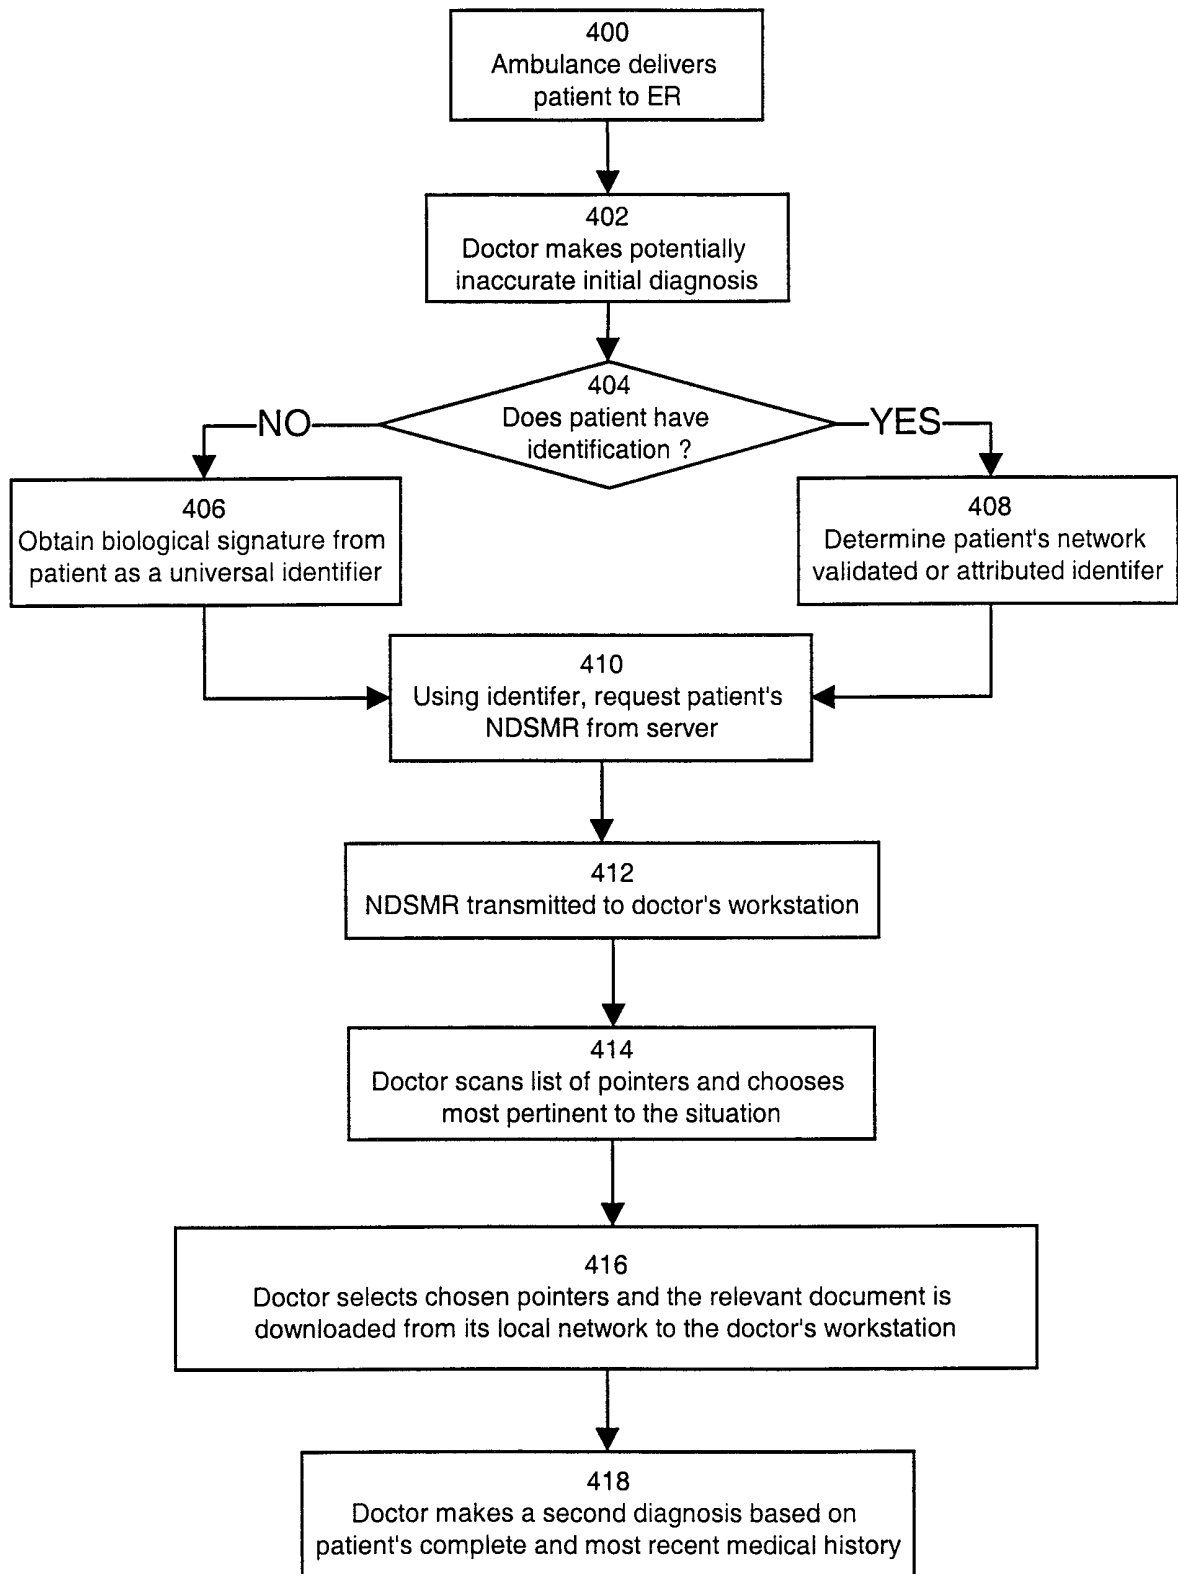 400
Ambulance delivers
patient to ER
402
Doctor makes potentially
inaccurate initial diagnosis
404
Does patient have
identification ?
NO
YES
406
Obtain biological signature from
patient as a universal identifier
408
Determine patient's network
validated or attributed identifer
410
Using identifer, request patient's
NDSMR from server
412
NDSMR transmitted to doctor's workstation
414
Doctor scans list of pointers and chooses
most pertinent to the situation
416
Doctor selects chosen pointers and the relevant document is
downloaded from its local network to the doctor's workstation
418
Doctor makes a second diagnosis based on
patient's complete and most recent medical history